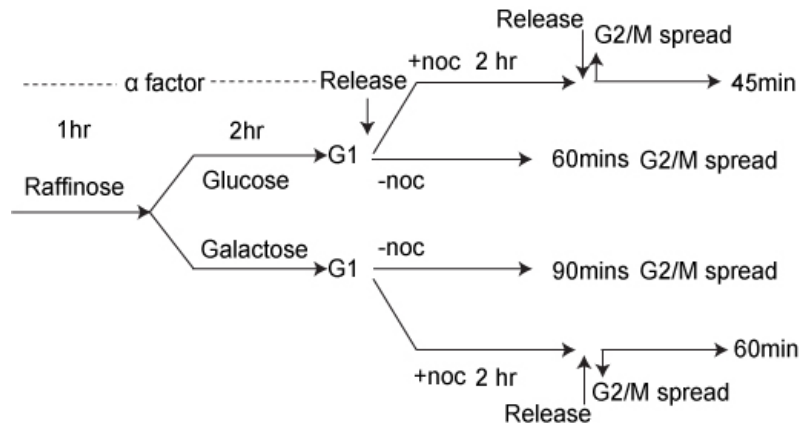 Release
G2/M spread
+noc 2 hr
45min
---------- α factor ---------- Release
1hr
2hr
G1
60mins G2/M spread
Glucose
-noc
Raffinose
Galactose
-noc
G1
90mins G2/M spread
60min
+noc 2 hr
G2/M spread
Release